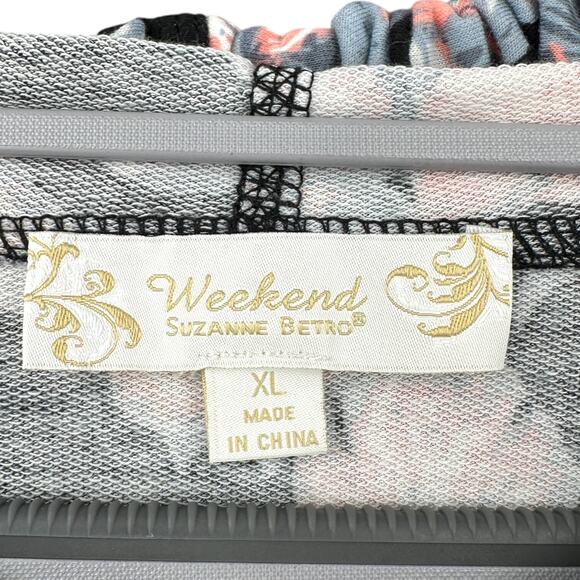 Weekend
SUZANNE BETRO®
XL
MADE
IN CHINA